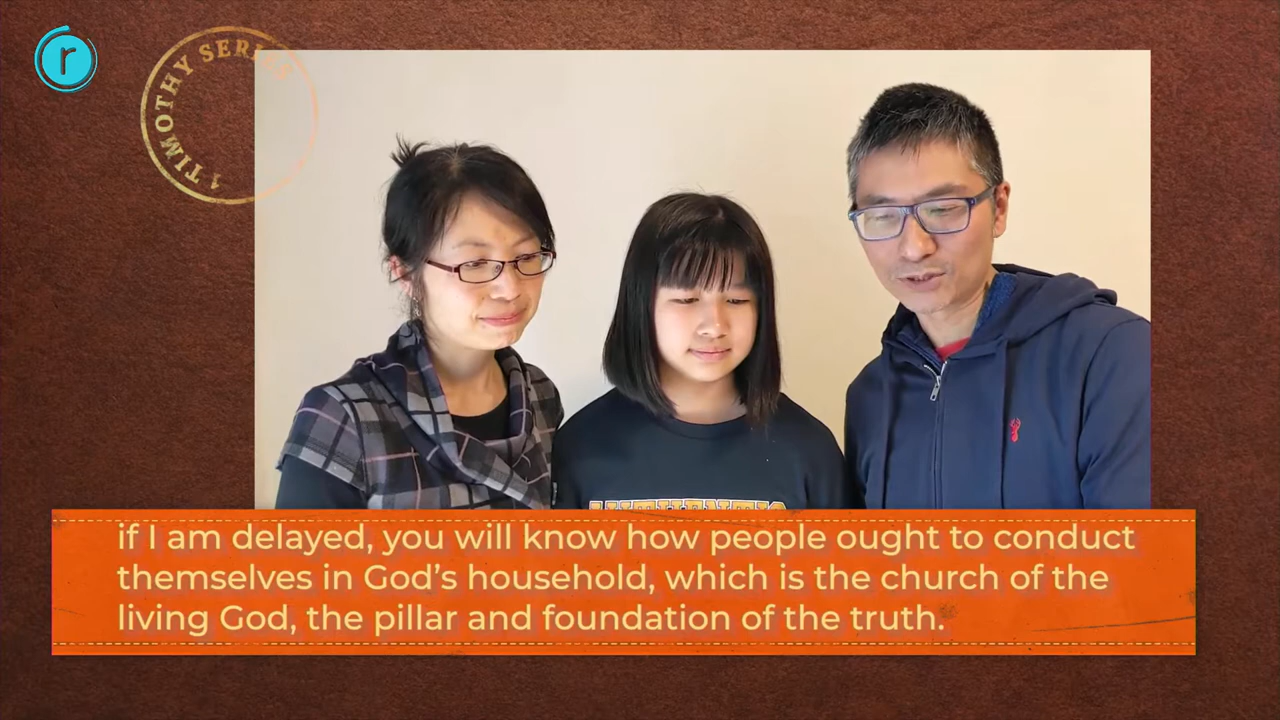 r
1 TIMOTHY SERIES
if I am delayed, you will know how people ought to conduct
themselves in God's household, which is the church of the
living God, the pillar and foundation of the truth.